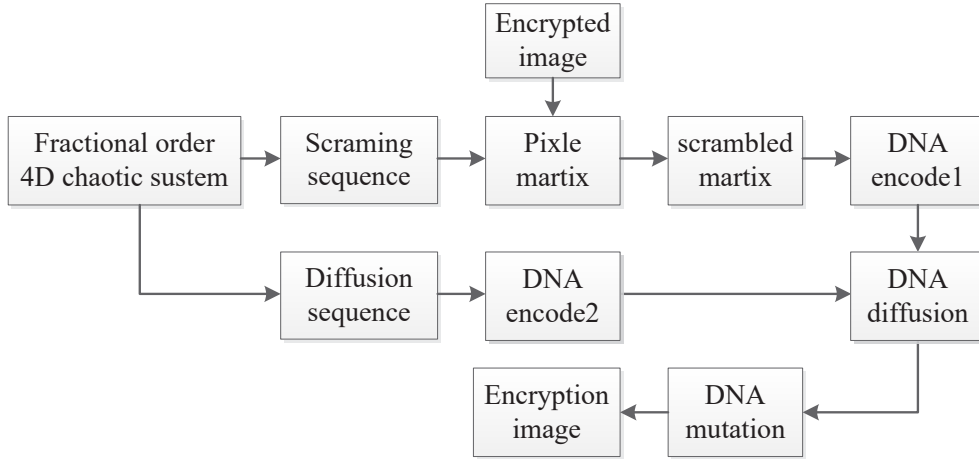 Encrypted
image
Fractional order
4D chaotic sustem
Scraming
sequence
Pixle
martix
scrambled
martix
DNA
encode1
Diffusion
sequence
DNA
encode2
DNA
diffusion
Encryption
image
DNA
mutation